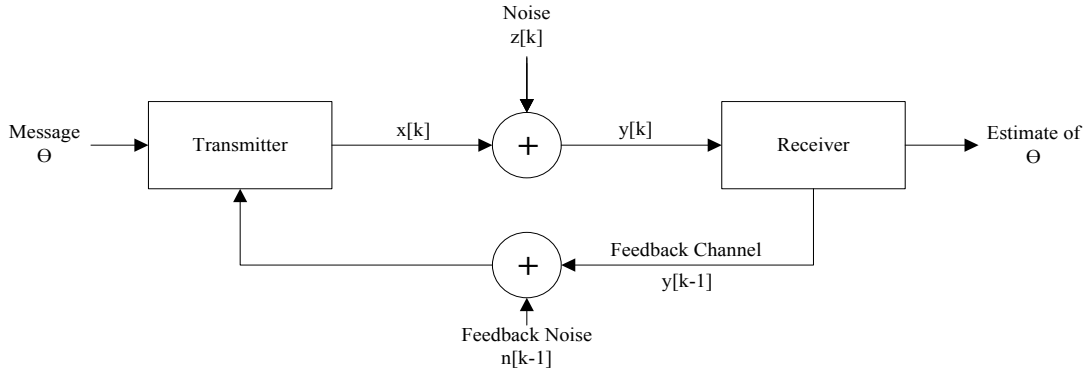 Noise
z[k]
Message
Ɵ
Transmitter
x[k]
+
y[k]
Receiver
Estimate of
Ɵ
+
Feedback Channel
y[k-1]
Feedback Noise
n[k-1]